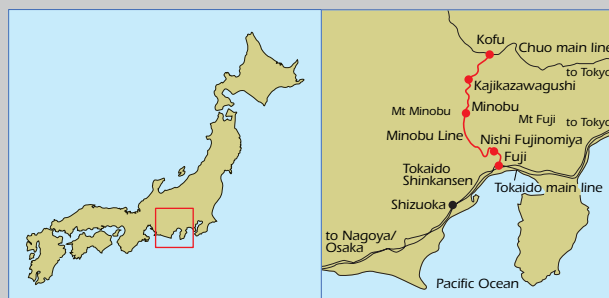 Kofu
Chuo main line
to Tokyo
Kajikazawagushi
Mt Minobu
Minobu
Mt Fuji
to Tokyo
Minobu Line
Nishi Fujinomiya
Fuji
Tokaido
Shinkansen
Tokaido main line
Shizuoka
to Nagoya/
Osaka
Pacific Ocean